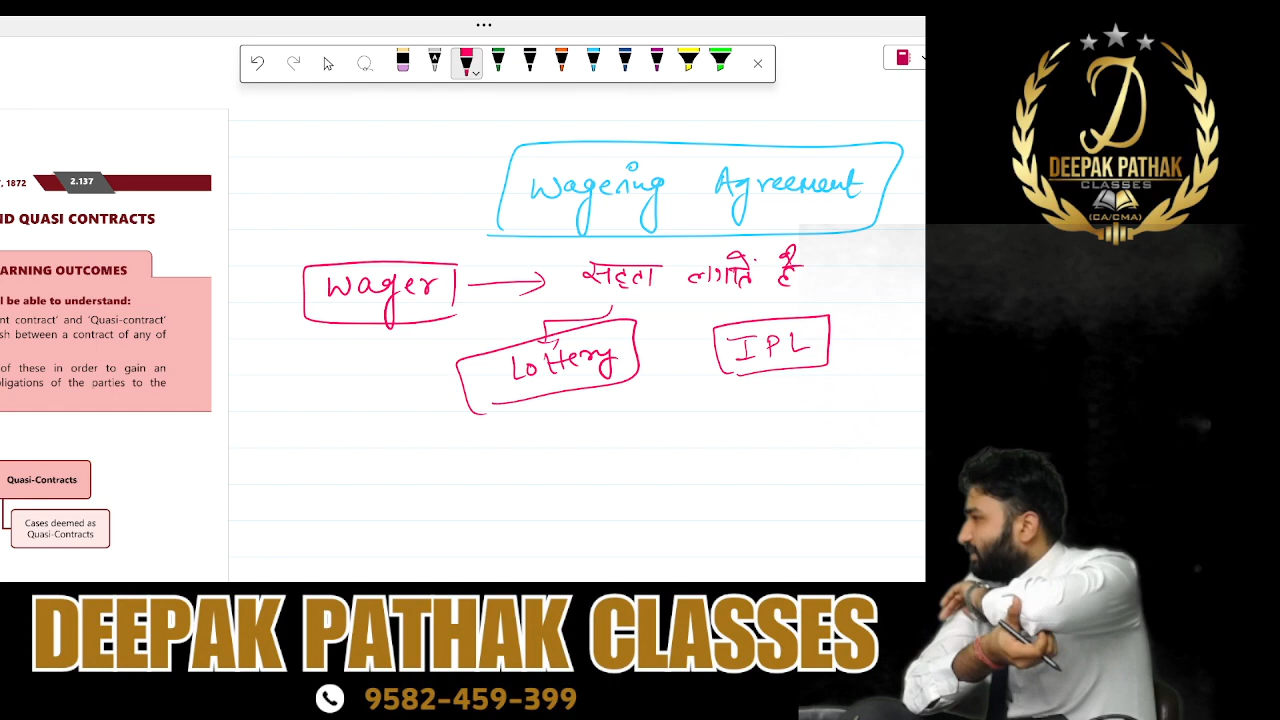 , 1872 2.137
ND QUASI CONTRACTS
ARNING OUTCOMES
ll be able to understand:
nt contract' and 'Quasi-contract'
sh between a contract of any of
of these in order to gain an
bligations of the parties to the
Quasi-Contracts
Cases deemed as
Quasi-Contracts
Wagering Agreement
Wager → सट्टा लगाते है
Lottery IPL
D
DEEPAK PATHAK
CLASSES
(CA/CMA)
DEEPAK PATHAK CLASSES
9582-459-399